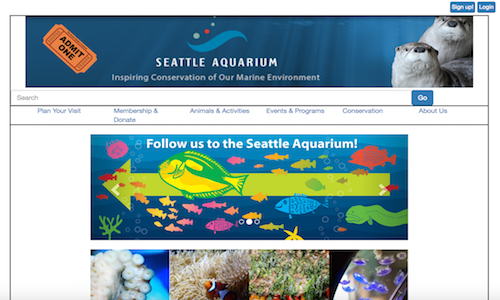 Sign up! Login
ADMIT
ONE
SEATTLE AQUARIUM
Inspiring Conservation of Our Marine Environment
Search Go
Plan Your Visit Membership & Donate Animals & Activities Events & Programs Conservation About Us
Follow us to the Seattle Aquarium!